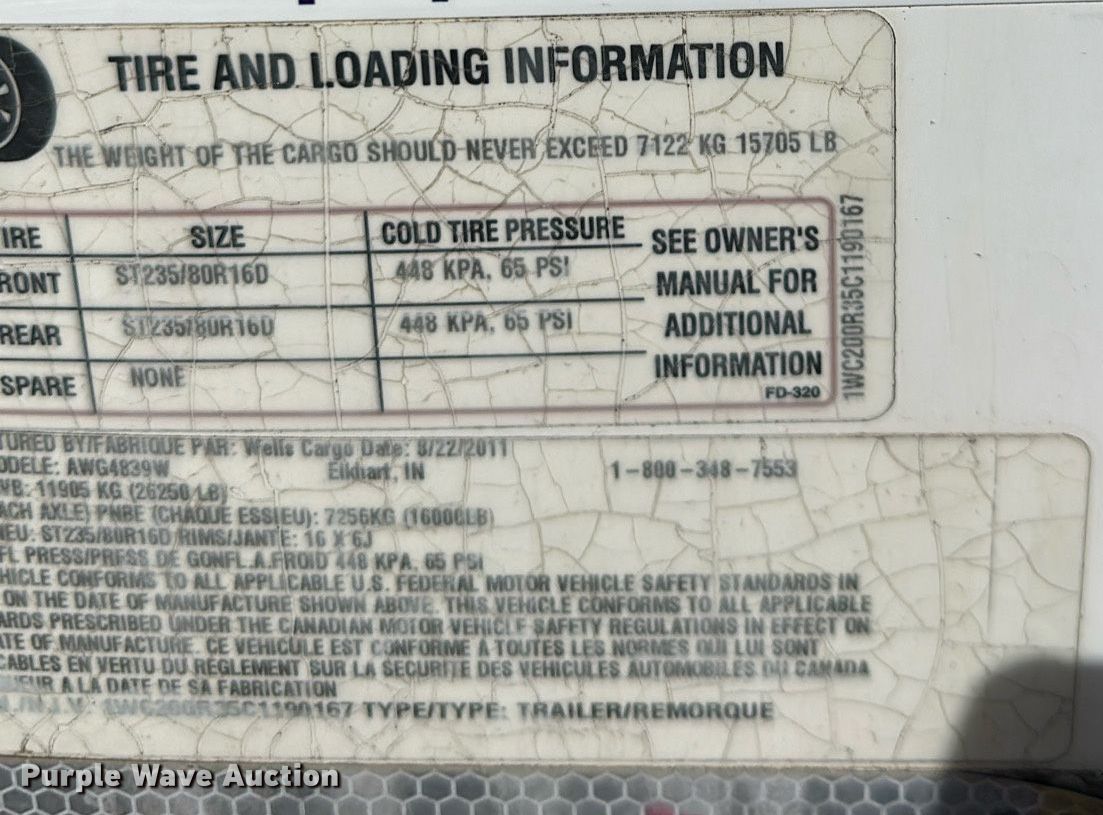 TIRE AND LOADING INFORMATION
THE WEIGHT OF THE CARGO SHOULD NEVER EXCEED 7122 KG 15705 LB
IRE SIZE COLD TIRE PRESSURE SEE OWNER'S
RONT ST235/80R16D 448 KPA, 65 PSI MANUAL FOR
REAR ST235/80R16D 448 KPA, 65 PSI ADDITIONAL
SPARE NONE INFORMATION
FD-320
1WC200R35C1190167
TURED BY/FABRIQUE PAR: Wells Cargo Date: 8/22/2011
ODELE: AWG4839W Elkhart, IN 1-800-348-7553
VB: 11905 KG (26250 LB)
ACH AXLE) PNBE (CHAQUE ESSIEU): 7256KG (16000LB)
NEU: ST235/80R16D RIMS/JANTE: 16 X 6J
FL PRESS/PRESS DE GONFL.A.FROID 448 KPA, 65 PSI
HICLE CONFORMS TO ALL APPLICABLE U.S. FEDERAL MOTOR VEHICLE SAFETY STANDARDS IN
ON THE DATE OF MANUFACTURE SHOWN ABOVE. THIS VEHICLE CONFORMS TO ALL APPLICABLE
ARDS PRESCRIBED UNDER THE CANADIAN MOTOR VEHICLE SAFETY REGULATIONS IN EFFECT ON
ATE OF MANUFACTURE. CE VEHICULE EST CONFORME A TOUTES LES NORMES QUI LUI SONT
CABLES EN VERTU DU REGLEMENT SUR LA SECURITE DES VEHICULES AUTOMOBILES DU CANADA
UEUR A LA DATE DE SA FABRICATION
1WC200R35C1190167 TYPE/TYPE: TRAILER/REMORQUE
Purple Wave Auction